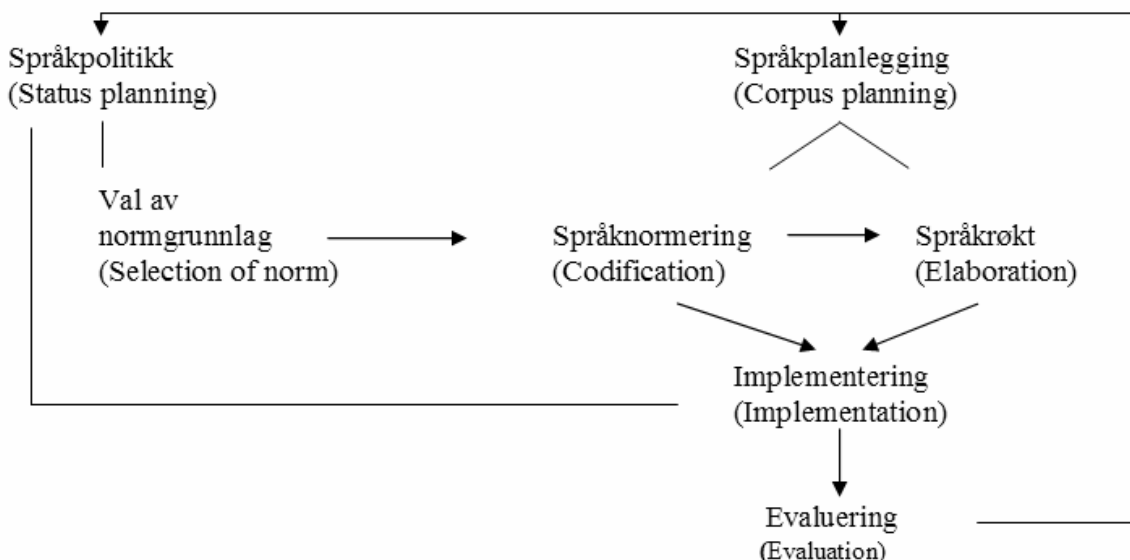 Språkpolitikk
(Status planning)
Språkplanlegging
(Corpus planning)
Val av
normgrunnlag
(Selection of norm)
Språknormering
(Codification)
Språkrøkt
(Elaboration)
Implementering
(Implementation)
Evaluering
(Evaluation)